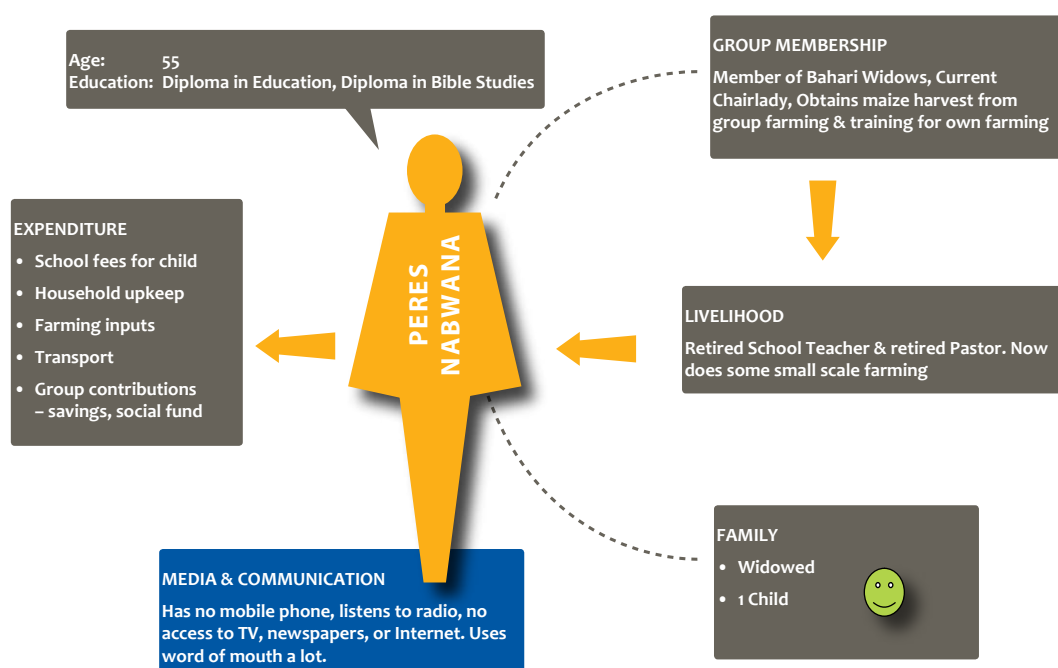 Age: 55
Education: Diploma in Education, Diploma in Bible Studies
GROUP MEMBERSHIP
Member of Bahari Widows, Current
Chairlady, Obtains maize harvest from
group farming & training for own farming
EXPENDITURE
• School fees for child
• Household upkeep
• Farming inputs
• Transport
• Group contributions
– savings, social fund
PERES
NABWANA
LIVELIHOOD
Retired School Teacher & retired Pastor. Now
does some small scale farming
MEDIA & COMMUNICATION
Has no mobile phone, listens to radio, no
access to TV, newspapers, or Internet. Uses
word of mouth a lot.
FAMILY
• Widowed
• 1 Child